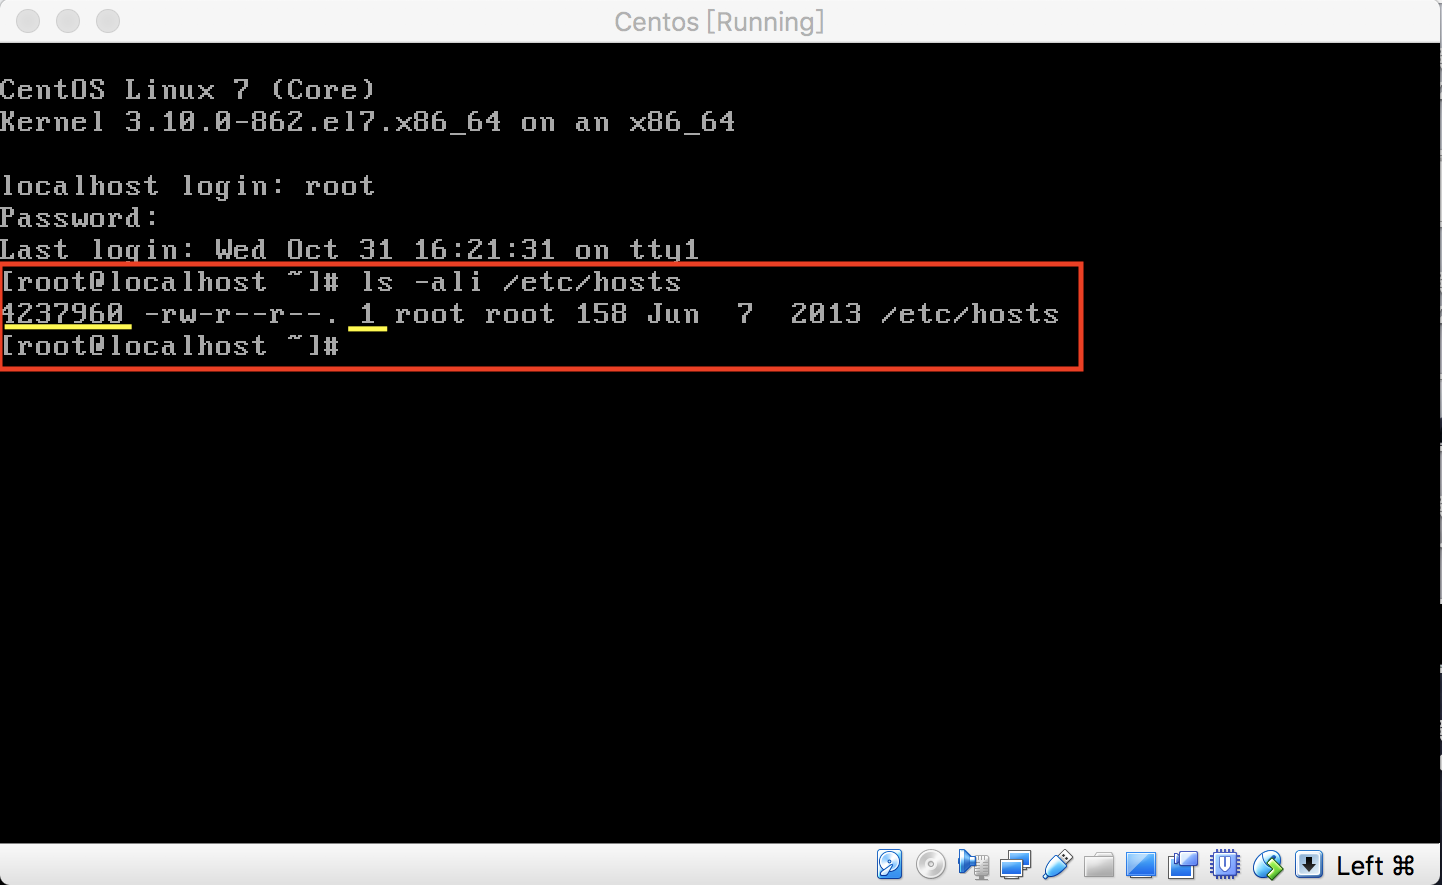 Centos [Running]
CentOS Linux 7 (Core)
Kernel 3.10.0-862.el7.x86_64 on an x86_64
localhost login: root
Password:
Last login: Wed Oct 31 16:21:31 on tty1
[root@localhost ~]# ls -ali /etc/hosts
4237960 -rw-r--r--. 1 root root 158 Jun  7  2013 /etc/hosts
[root@localhost ~]#
Left ⌘